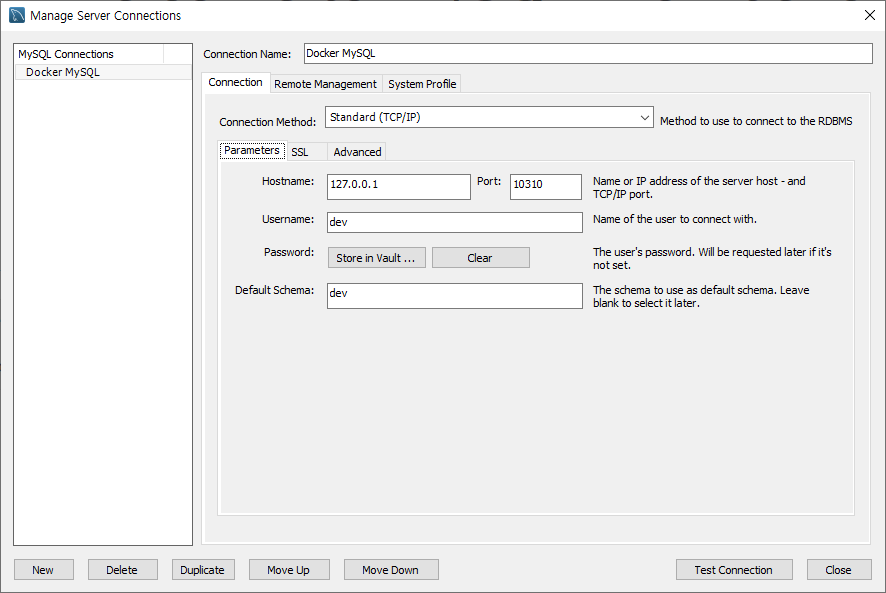 Manage Server Connections
MySQL Connections
Docker MySQL
Connection Name: Docker MySQL
Connection Remote Management System Profile
Connection Method: Standard (TCP/IP) Method to use to connect to the RDBMS
Parameters SSL Advanced
Hostname: 127.0.0.1 Port: 10310 Name or IP address of the server host - and
TCP/IP port.
Username: dev Name of the user to connect with.
Password: Store in Vault ... Clear The user's password. Will be requested later if it's
not set.
Default Schema: dev The schema to use as default schema. Leave
blank to select it later.
New Delete Duplicate Move Up Move Down Test Connection Close